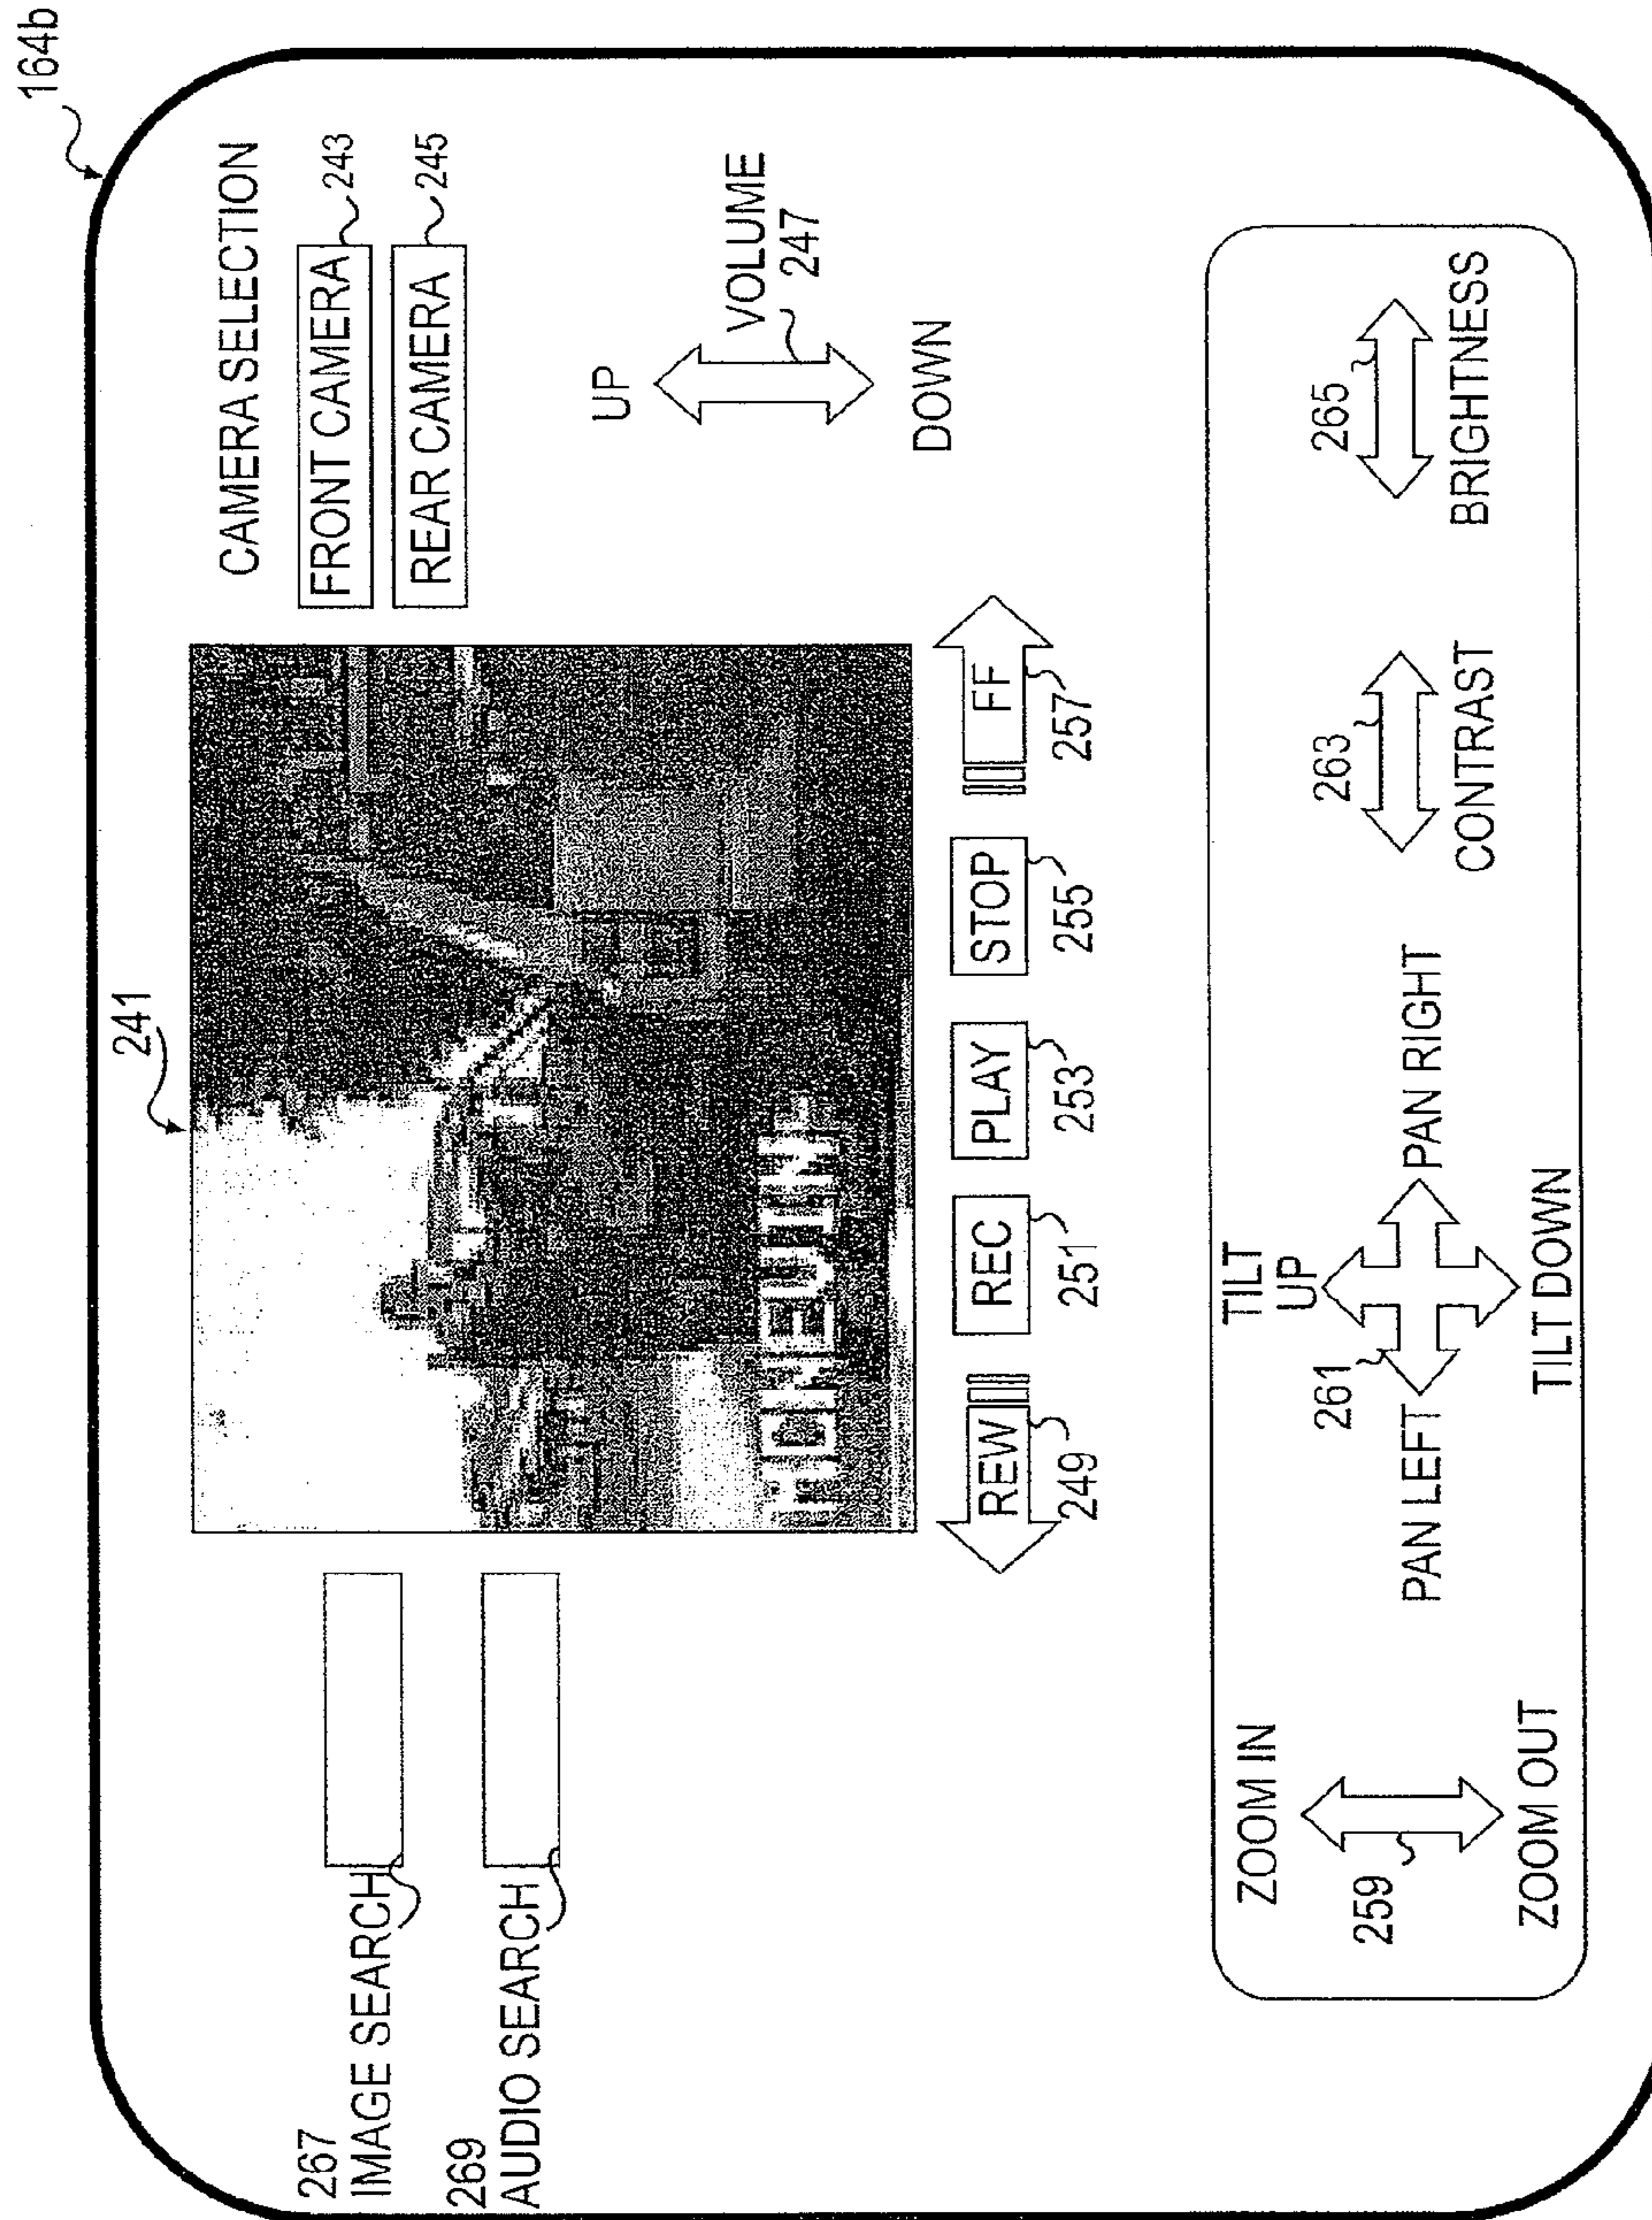 164b
241
CAMERA SELECTION
FRONT CAMERA
243
REAR CAMERA
245
267
IMAGE SEARCH
269
AUDIO SEARCH
UP
VOLUME
247
DOWN
REW
REC
PLAY
STOP
FF
249
251
253
255
257
ZOOM IN
259
ZOOM OUT
TILT
UP
261
PAN LEFT
PAN RIGHT
TILT DOWN
263
CONTRAST
265
BRIGHTNESS